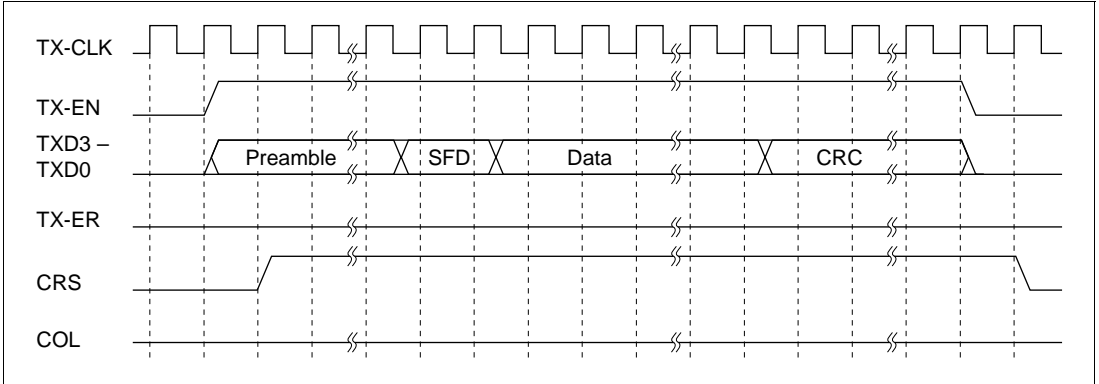 TX-CLK
TX-EN
TXD3 –
TXD0
Preamble SFD Data CRC
TX-ER
CRS
COL